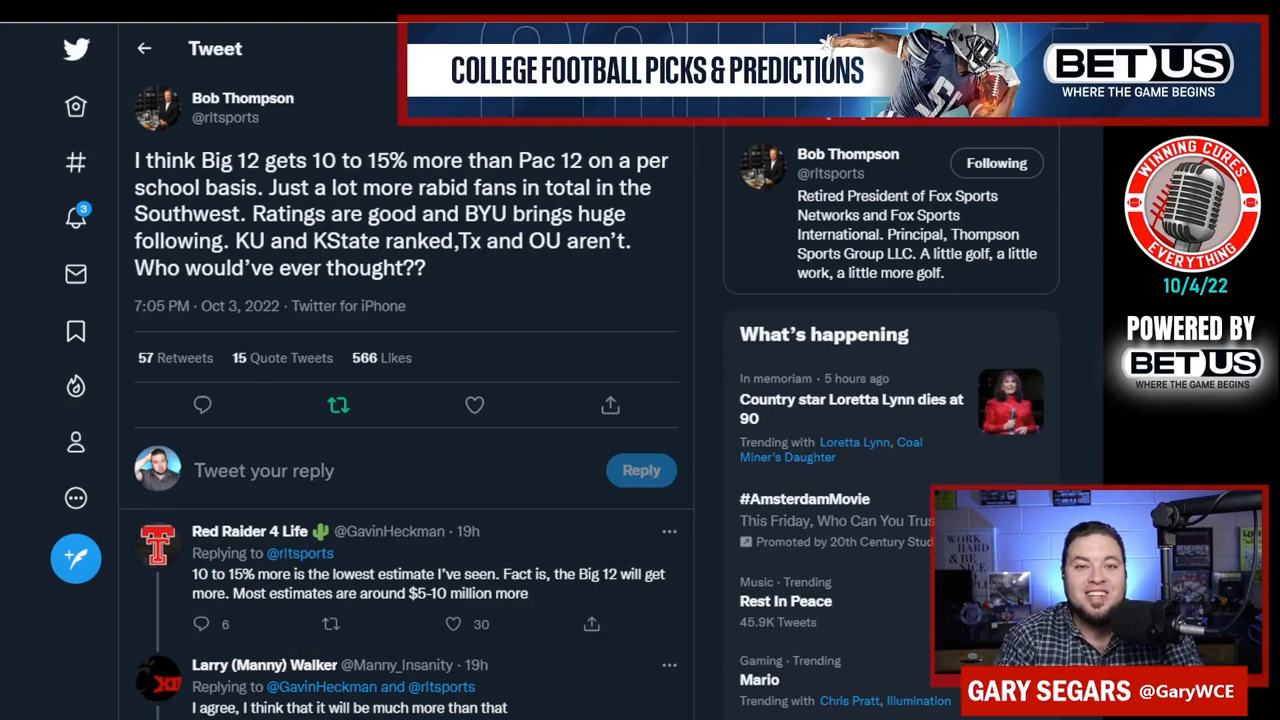 COLLEGE FOOTBALL PICKS & PREDICTIONS
BETUS
WHERE THE GAME BEGINS
Tweet
Bob Thompson
@rltsports
I think Big 12 gets 10 to 15% more than Pac 12 on a per
school basis. Just a lot more rabid fans in total in the
Southwest. Ratings are good and BYU brings huge
following. KU and KState ranked,Tx and OU aren't.
Who would've ever thought??
7:05 PM · Oct 3, 2022 · Twitter for iPhone
57 Retweets 15 Quote Tweets 566 Likes
Tweet your reply
Reply
Red Raider 4 Life @GavinHeckman · 19h
Replying to @rltsports
10 to 15% more is the lowest estimate I've seen. Fact is, the Big 12 will get
more. Most estimates are around $5-10 million more
6
30
Larry (Manny) Walker @Manny_Insanity · 19h
Replying to @GavinHeckman and @rltsports
I agree, I think that it will be much more than that
3
Bob Thompson
@rltsports
Following
Retired President of Fox Sports
Networks and Fox Sports
International. Principal, Thompson
Sports Group LLC. A little golf, a little
work, a little more golf.
What's happening
In memoriam · 5 hours ago
Country star Loretta Lynn dies at
90
Trending with Loretta Lynn, Coal
Miner's Daughter
#AmsterdamMovie
This Friday, Who Can You Trus
Promoted by 20th Century Stud
Music · Trending
Rest In Peace
45.9K Tweets
Gaming · Trending
Mario
Trending with Chris Pratt, Illumination
WINNING CURES
EVERYTHING
10/4/22
POWERED BY
BETUS
WHERE THE GAME BEGINS
WORK
HARD
& BE
NICE
GARY SEGARS @GaryWCE